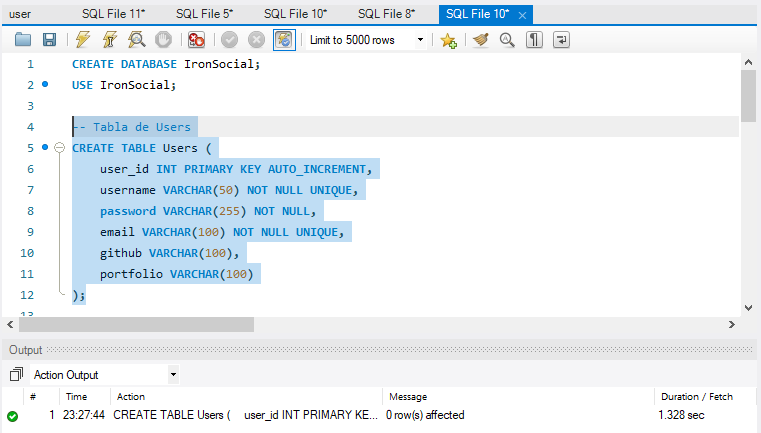 user SQL File 11* SQL File 5* SQL File 10* SQL File 8* SQL File 10*
Limit to 5000 rows
1 CREATE DATABASE IronSocial;
2 USE IronSocial;
3
4 -- Tabla de Users
5 CREATE TABLE Users (
6 user_id INT PRIMARY KEY AUTO_INCREMENT,
7 username VARCHAR(50) NOT NULL UNIQUE,
8 password VARCHAR(255) NOT NULL,
9 email VARCHAR(100) NOT NULL UNIQUE,
10 github VARCHAR(100),
11 portfolio VARCHAR(100)
12 );
13
Output
Action Output
# Time Action Message Duration / Fetch
1 23:27:44 CREATE TABLE Users ( user_id INT PRIMARY KE... 0 row(s) affected 1.328 sec